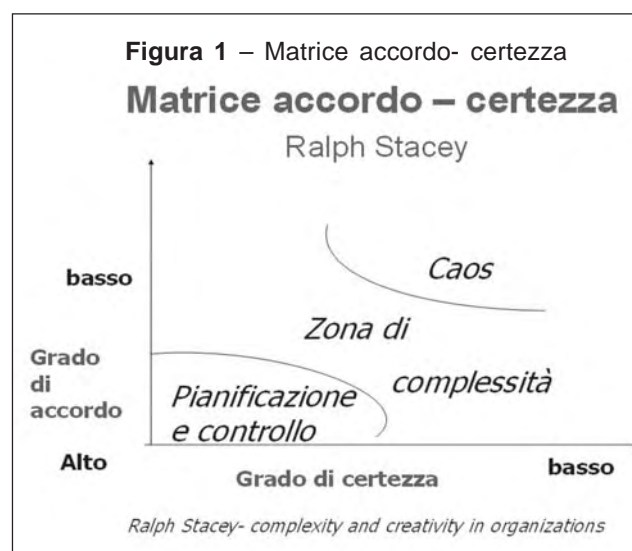 Figura 1 – Matrice accordo- certezza
Matrice accordo – certezza
Ralph Stacey
basso
Caos
Zona di
complessità
Grado
di
accordo
Pianificazione
e controllo
Alto
Grado di certezza
basso
Ralph Stacey- complexity and creativity in organizations